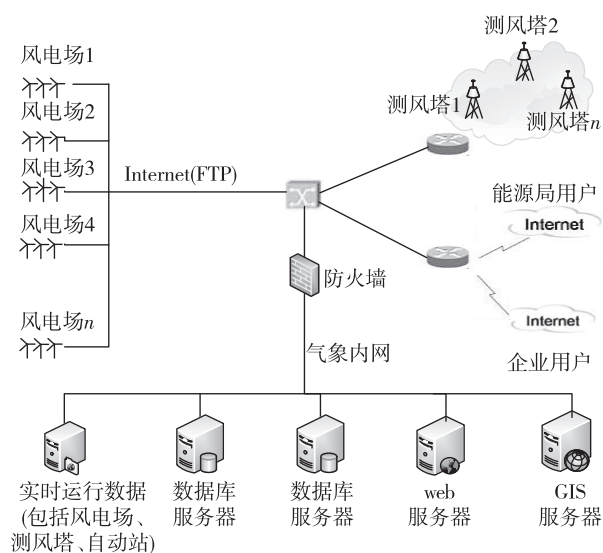 风电场1
风电场2
风电场3
风电场4
风电场n
Internet(FTP)
测风塔2
测风塔1
测风塔n
能源局用户
Internet
Internet
企业用户
防火墙
气象内网
实时运行数据
(包括风电场、
测风塔、自动站)
数据库
服务器
数据库
服务器
web
服务器
GIS
服务器